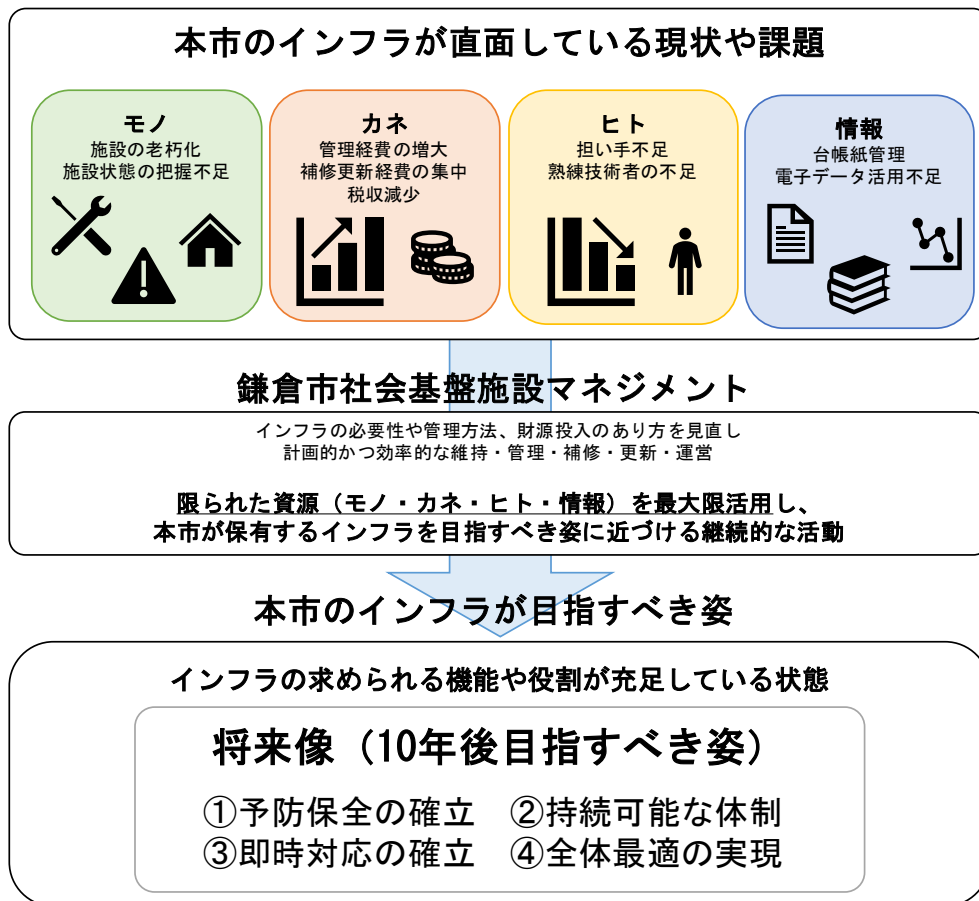 本市のインフラが直面している現状や課題
モノ
施設の老朽化
施設状態の把握不足
カネ
管理経費の増大
補修更新経費の集中
税収減少
ヒト
担い手不足
熟練技術者の不足
情報
台帳紙管理
電子データ活用不足
鎌倉市社会基盤施設マネジメント
インフラの必要性や管理方法、財源投入のあり方を見直し
計画的かつ効率的な維持・管理・補修・更新・運営
限られた資源（モノ・カネ・ヒト・情報）を最大限活用し、
本市が保有するインフラを目指すべき姿に近づける継続的な活動
本市のインフラが目指すべき姿
インフラの求められる機能や役割が充足している状態
将来像（10年後目指すべき姿）
①予防保全の確立　②持続可能な体制
③即時対応の確立　④全体最適の実現